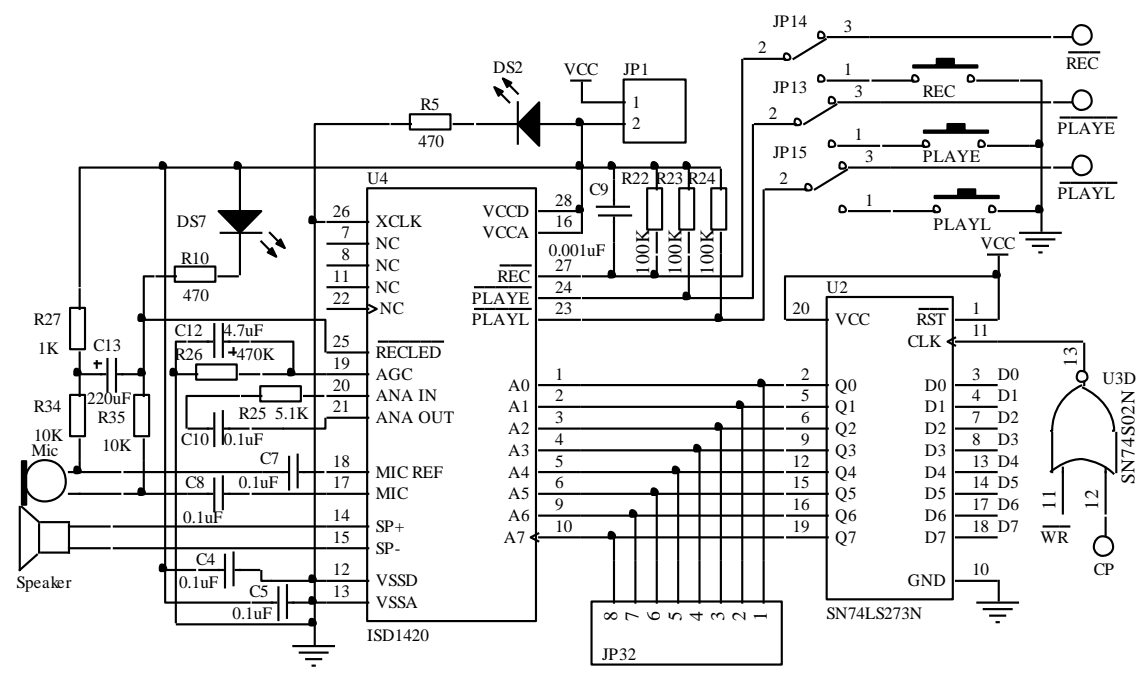 JP14
3
2
REC
DS2
VCC
JP1
JP13
1
3
REC
R5
1
2
470
2
PLAYE
JP15
1
3
PLAYE
2
PLAYL
1
PLAYL
VCC
U4
C9
R22
R23
R24
0.001uF
100K
100K
100K
DS7
R10
470
R27
1K
C13
220uF
C12
4.7uF
R26
470K
R34
10K
R35
10K
R25
5.1K
C10
0.1uF
Mic
C7
0.1uF
C8
0.1uF
Speaker
C4
0.1uF
C5
0.1uF
26
XCLK
7
NC
8
NC
11
NC
22
NC
25
RECLED
19
AGC
20
ANA IN
21
ANA OUT
18
MIC REF
17
MIC
14
SP+
15
SP-
12
VSSD
13
VSSA
VCCD
28
VCCA
16
REC
27
PLAYE
24
PLAYL
23
A0
1
A1
2
A2
3
A3
4
A4
5
A5
6
A6
9
A7
10
ISD1420
8
7
6
5
4
3
2
1
JP32
U2
20
VCC
RST
1
CLK
11
2
Q0
D0
3
D0
5
Q1
D1
4
D1
6
Q2
D2
7
D2
9
Q3
D3
8
D3
12
Q4
D4
13
D4
15
Q5
D5
14
D5
16
Q6
D6
17
D6
19
Q7
D7
18
D7
GND
10
SN74LS273N
13
U3D
SN74S02N
11
12
WR
CP